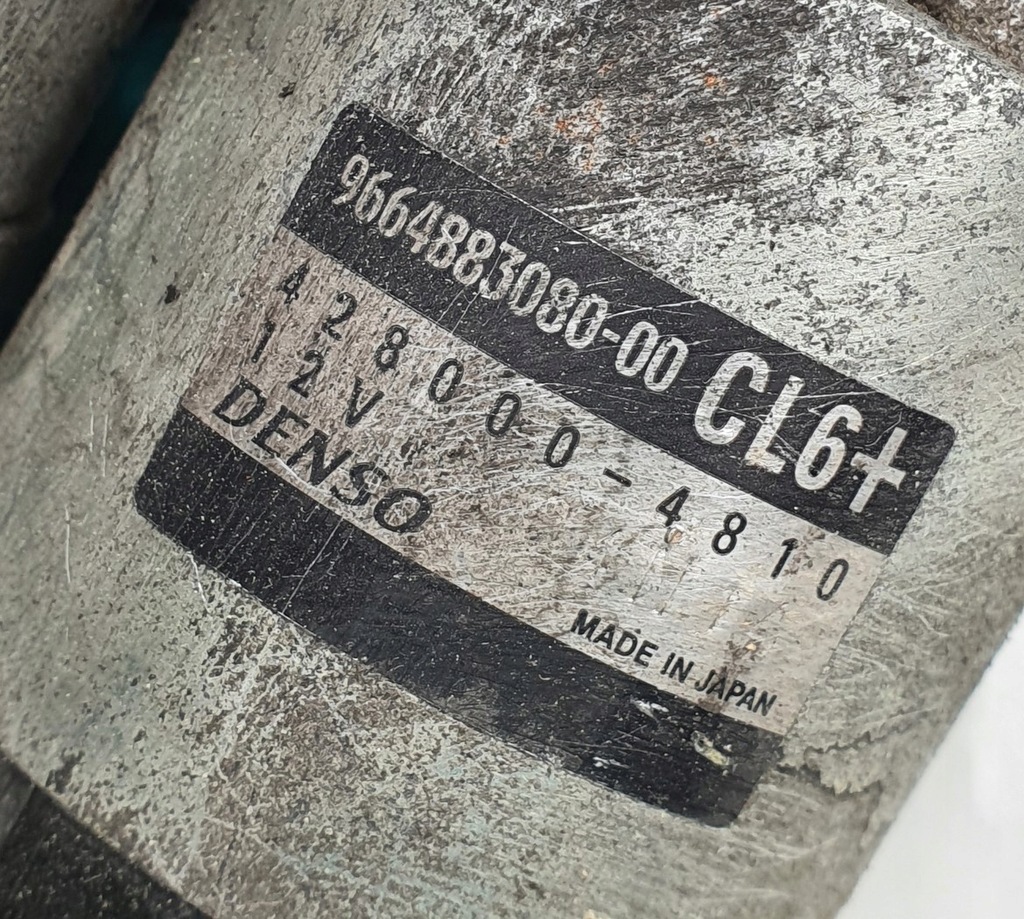 9664883080-00 CL6+
428000-4810
12V
DENSO
MADE IN JAPAN